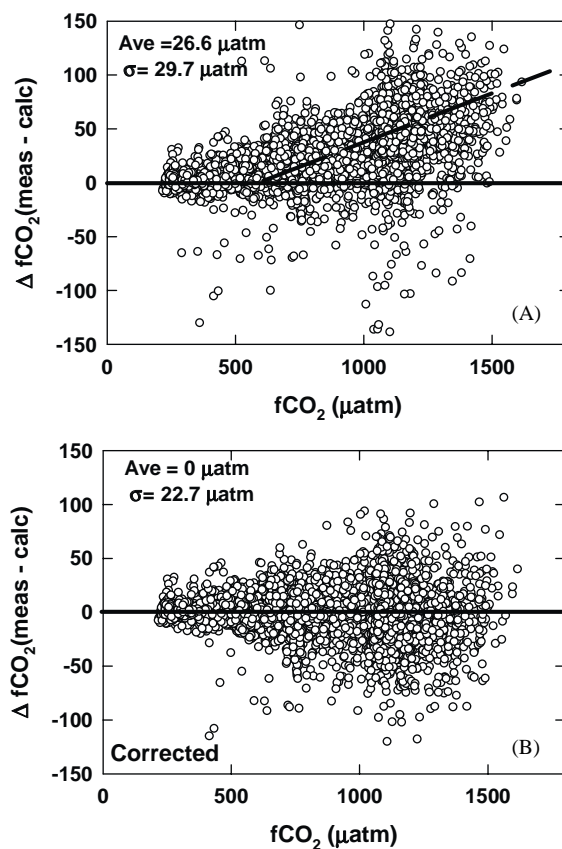 150
Ave =26.6 μatm
σ= 29.7 μatm
100
50
0
-50
-100
-150
Δ fCO₂(meas - calc)
(A)
0 500 1000 1500
fCO₂ (μatm)
150
Ave = 0 μatm
σ= 22.7 μatm
100
50
0
-50
-100
-150
Δ fCO₂(meas - calc)
Corrected
(B)
0 500 1000 1500
fCO₂ (μatm)